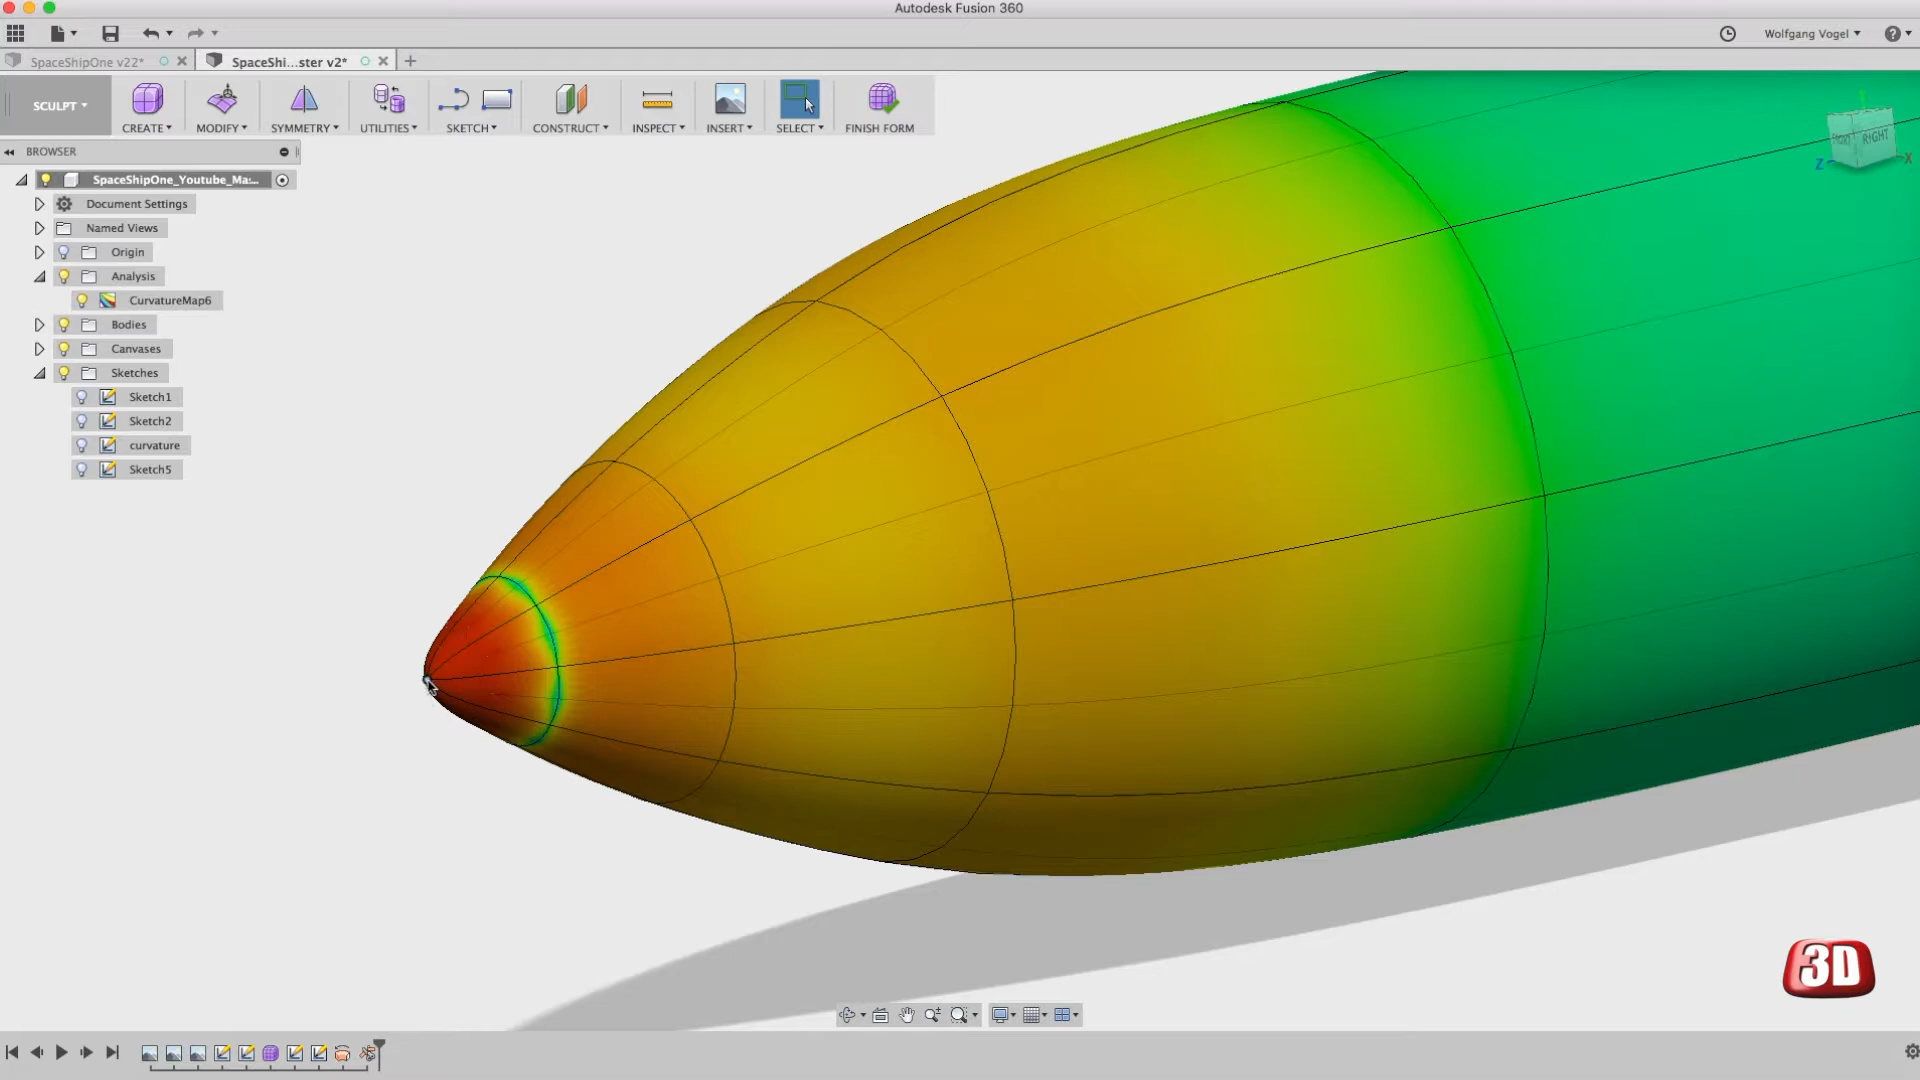 Autodesk Fusion 360
Wolfgang Vogel
SpaceShipOne v22*
SpaceShi...ster v2*
SCULPT
CREATE
MODIFY
SYMMETRY
UTILITIES
SKETCH
CONSTRUCT
INSPECT
INSERT
SELECT
FINISH FORM
BROWSER
SpaceShipOne_Youtube_Ma...
Document Settings
Named Views
Origin
Analysis
CurvatureMap6
Bodies
Canvases
Sketches
Sketch1
Sketch2
curvature
Sketch5
FRONT
RIGHT
Z
X
Y
3D